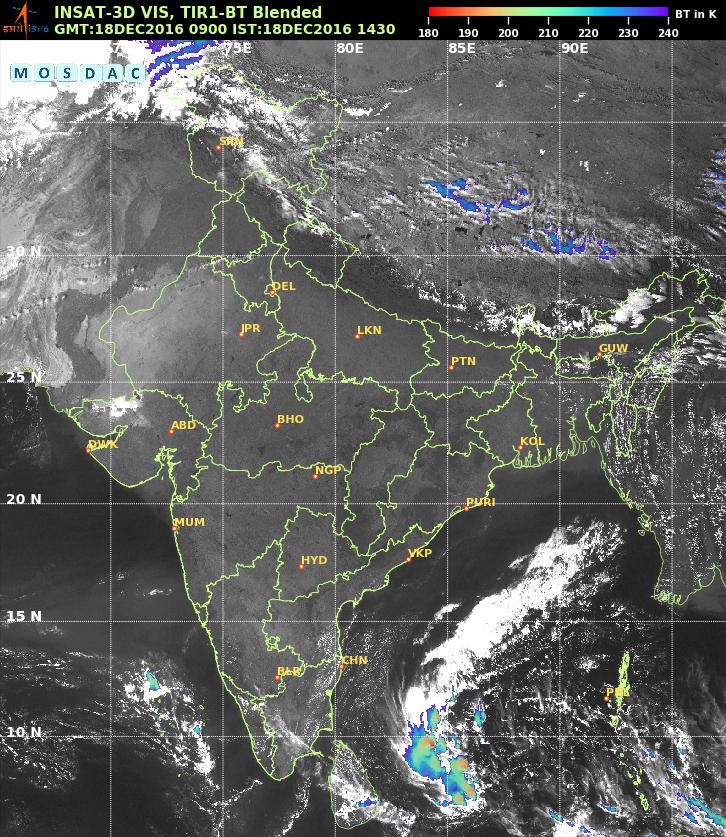 INSAT-3D VIS, TIR1-BT Blended
GMT:18DEC2016 0900 IST:18DEC2016 1430
BT in K
180 190 200 210 220 230 240
75E 80E 85E 90E
M O S D A C
SRN
30 N
DEL
JPR
LKN
GUW
PTN
25 N
ABD
BHO
DWK
KOL
NGP
20 N
PURI
MUM
VKP
HYD
15 N
CHN
BLR
10 N